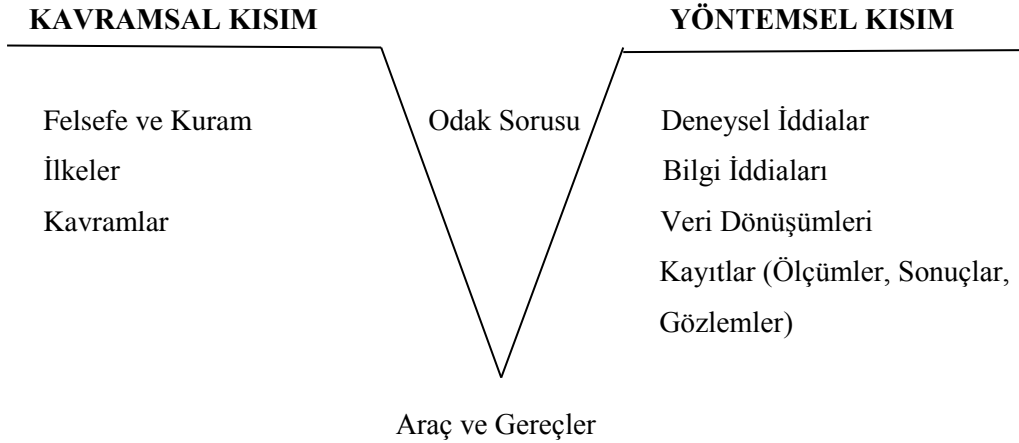 KAVRAMSAL KISIM
YÖNTEMSEL KISIM
Felsefe ve Kuram
İlkeler
Kavramlar
Odak Sorusu
Deneysel İddialar
Bilgi İddiaları
Veri Dönüşümleri
Kayıtlar (Ölçümler, Sonuçlar,
Gözlemler)
Araç ve Gereçler